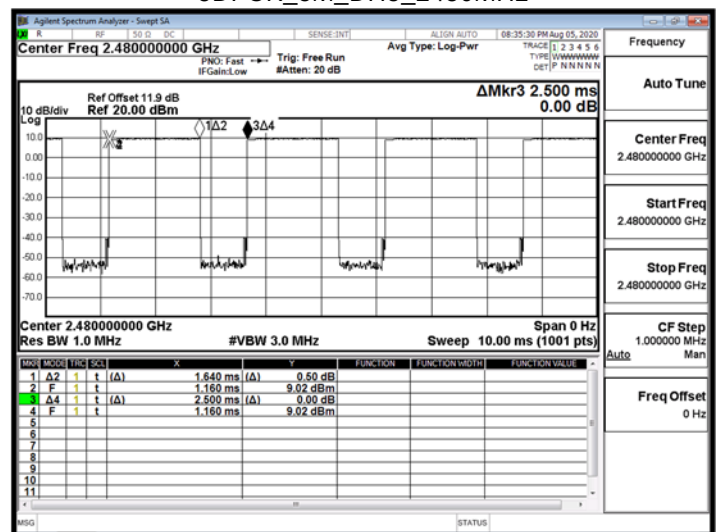 Agilent Spectrum Analyzer - Swept SA
R RF 50 Ω DC SENSE:INT ALIGN AUTO 08:35:30 PM Aug 05, 2020
Center Freq 2.480000000 GHz
PNO: Fast
IFGain:Low
Trig: Free Run
#Atten: 20 dB
Avg Type: Log-Pwr
TRACE 1 2 3 4 5 6
TYPE WWWWWW
DET P NNNNN
Ref Offset 11.9 dB
10 dB/div Ref 20.00 dBm
ΔMkr3 2.500 ms
0.00 dB
Log
1Δ2 3Δ4
10.0
0.00
-10.0
-20.0
-30.0
-40.0
-50.0
-60.0
-70.0
Center 2.480000000 GHz Span 0 Hz
Res BW 1.0 MHz #VBW 3.0 MHz Sweep 10.00 ms (1001 pts)
MKR MODE TRC SCL X Y FUNCTION FUNCTION WIDTH FUNCTION VALUE
1 Δ2 1 t (Δ) 1.640 ms (Δ) 0.50 dB
2 F 1 t 1.160 ms 9.02 dBm
3 Δ4 1 t (Δ) 2.500 ms (Δ) 0.00 dB
4 F 1 t 1.160 ms 9.02 dBm
5
6
7
8
9
10
11
MSG STATUS
Frequency
Auto Tune
Center Freq
2.480000000 GHz
Start Freq
2.480000000 GHz
Stop Freq
2.480000000 GHz
CF Step
1.000000 MHz
Auto Man
Freq Offset
0 Hz